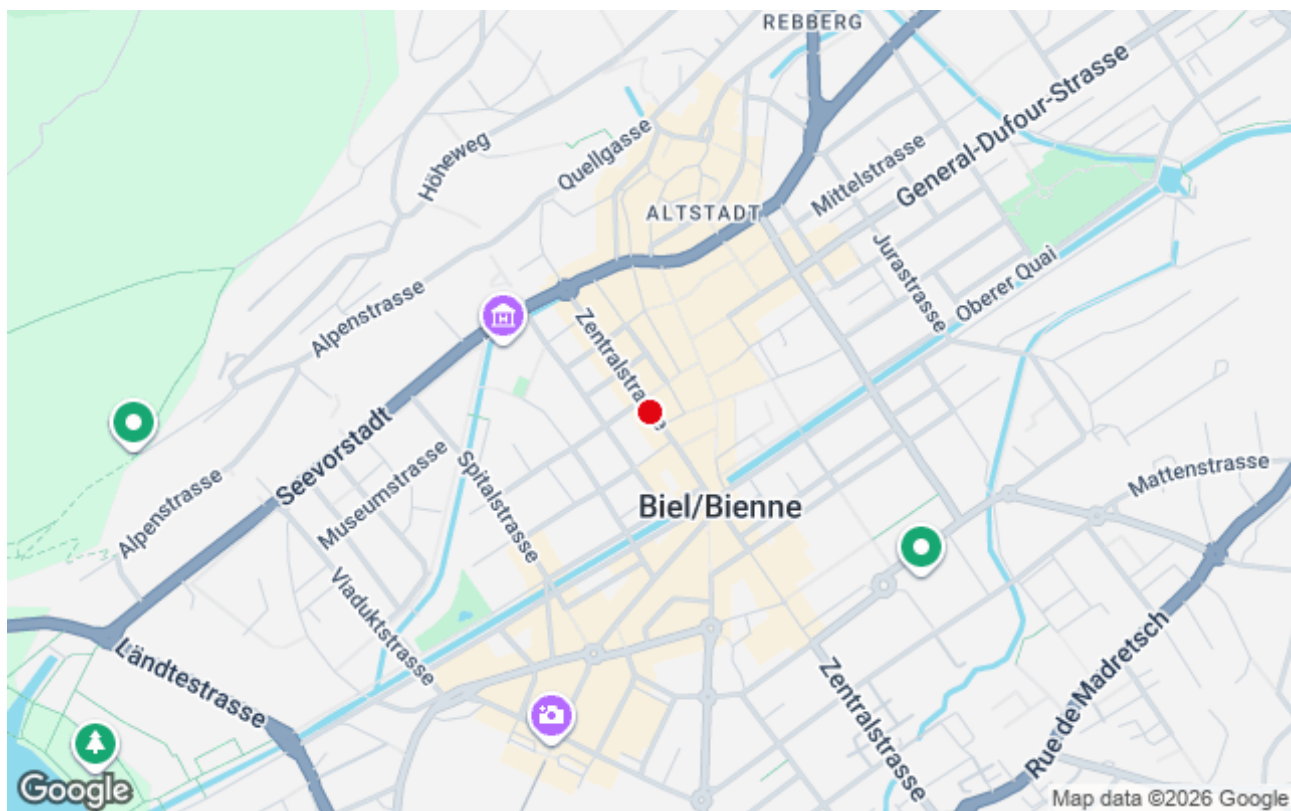 REBBERG
General-Dufour-Strasse
Höheweg
Quellgasse
Mittelstrasse
ALTSTADT
Jurastrasse
Oberer Quai
Alpenstrasse
Zentralstrasse
Seevorstadt
Museumstrasse
Spitalstrasse
Mattenstrasse
Biel/Bienne
Alpenstrasse
Viaduktstrasse
Ländtestrasse
Rue de Madretsch
Zentralstrasse
Google
Map data ©2026 Google